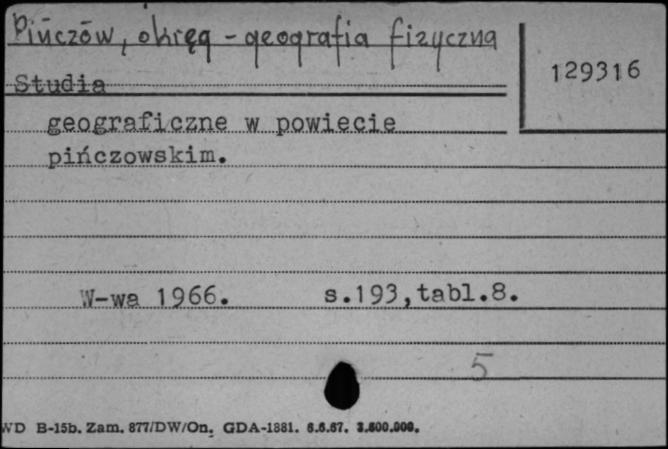 Pińczów, okręg - geografia fizyczna
129316
Studia
geograficzne w powiecie
pińczowskim.
W-wa 1966. s.193,tabl.8.
5
WD B-15b. Zam. 877/DW/On. GDA-1881. 6.6.67. 3.600.000.